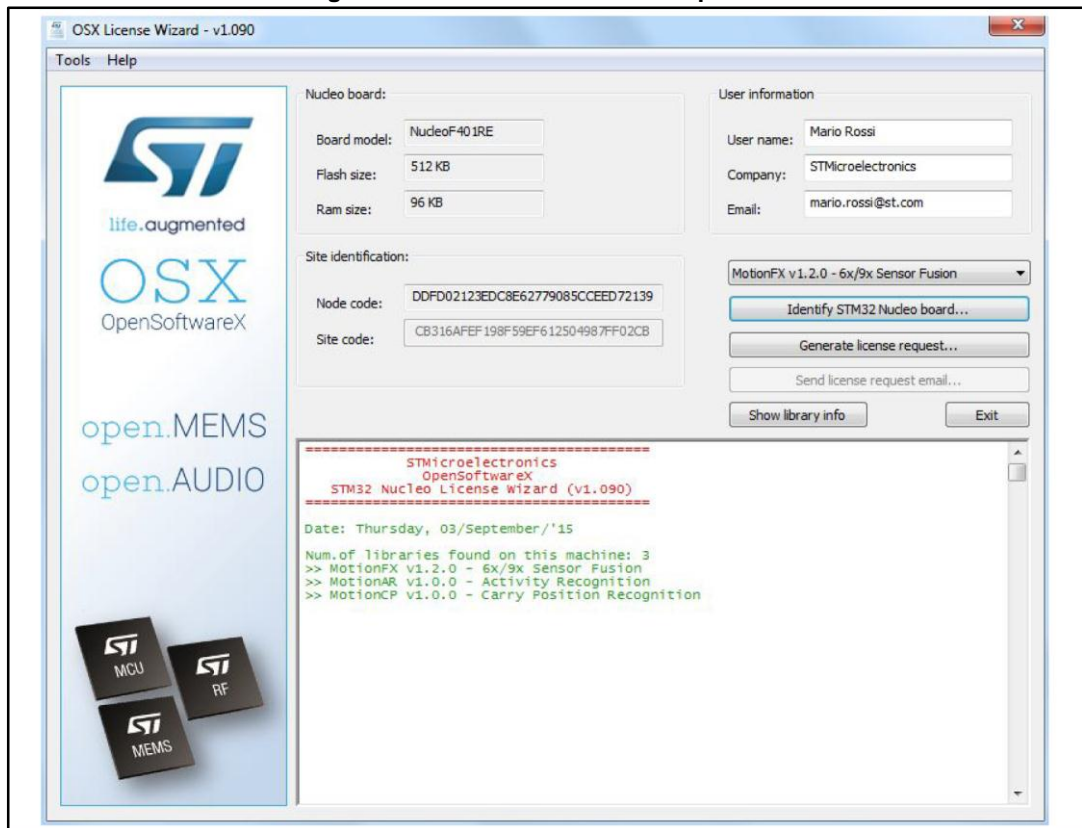 OSX License Wizard - v1.090
Tools Help
ST
life.augmented
OSX
OpenSoftwareX
open.MEMS
open.AUDIO
ST
MCU
ST
RF
ST
MEMS
Nucleo board:
Board model: NucleoF401RE
Flash size: 512 KB
Ram size: 96 KB
User information
User name: Mario Rossi
Company: STMicroelectronics
Email: mario.rossi@st.com
Site identification:
Node code: DDFD02123EDC8E62779085CCEED72139
Site code: CB316AFEF198F59EF612504987FF02CB
MotionFX v1.2.0 - 6x/9x Sensor Fusion
Identify STM32 Nucleo board...
Generate license request...
Send license request email...
Show library info Exit
=========================================
STMicroelectronics
OpenSoftwareX
STM32 Nucleo License Wizard (v1.090)
=========================================
Date: Thursday, 03/September/'15
Num.of libraries found on this machine: 3
>> MotionFX v1.2.0 - 6x/9x Sensor Fusion
>> MotionAR v1.0.0 - Activity Recognition
>> MotionCP v1.0.0 - Carry Position Recognition